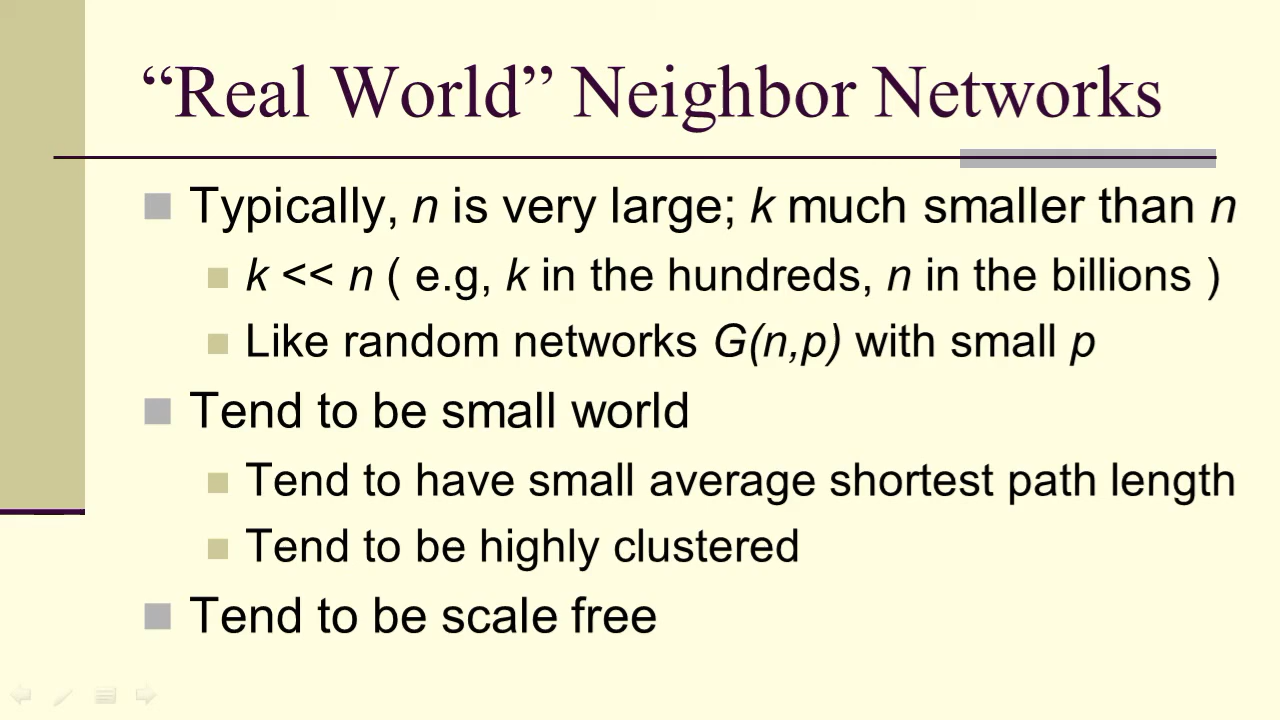 “Real World” Neighbor Networks
Typically, n is very large; k much smaller than n
k << n ( e.g, k in the hundreds, n in the billions )
Like random networks G(n,p) with small p
Tend to be small world
Tend to have small average shortest path length
Tend to be highly clustered
Tend to be scale free